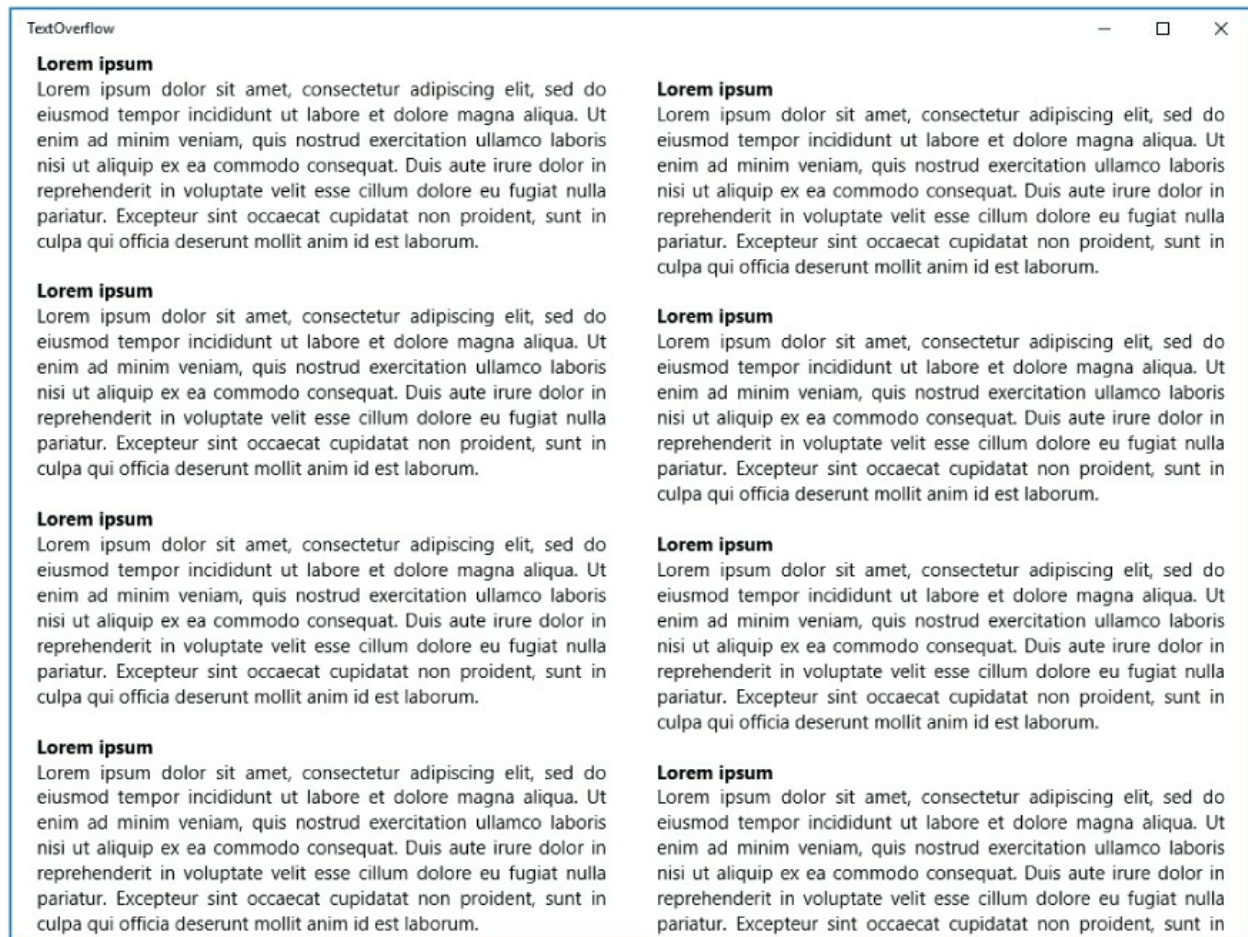 TextOverflow
Lorem ipsum
Lorem ipsum dolor sit amet, consectetur adipiscing elit, sed do
eiusmod tempor incididunt ut labore et dolore magna aliqua. Ut
enim ad minim veniam, quis nostrud exercitation ullamco laboris
nisi ut aliquip ex ea commodo consequat. Duis aute irure dolor in
reprehenderit in voluptate velit esse cillum dolore eu fugiat nulla
pariatur. Excepteur sint occaecat cupidatat non proident, sunt in
culpa qui officia deserunt mollit anim id est laborum.
Lorem ipsum
Lorem ipsum dolor sit amet, consectetur adipiscing elit, sed do
eiusmod tempor incididunt ut labore et dolore magna aliqua. Ut
enim ad minim veniam, quis nostrud exercitation ullamco laboris
nisi ut aliquip ex ea commodo consequat. Duis aute irure dolor in
reprehenderit in voluptate velit esse cillum dolore eu fugiat nulla
pariatur. Excepteur sint occaecat cupidatat non proident, sunt in
culpa qui officia deserunt mollit anim id est laborum.
Lorem ipsum
Lorem ipsum dolor sit amet, consectetur adipiscing elit, sed do
eiusmod tempor incididunt ut labore et dolore magna aliqua. Ut
enim ad minim veniam, quis nostrud exercitation ullamco laboris
nisi ut aliquip ex ea commodo consequat. Duis aute irure dolor in
reprehenderit in voluptate velit esse cillum dolore eu fugiat nulla
pariatur. Excepteur sint occaecat cupidatat non proident, sunt in
culpa qui officia deserunt mollit anim id est laborum.
Lorem ipsum
Lorem ipsum dolor sit amet, consectetur adipiscing elit, sed do
eiusmod tempor incididunt ut labore et dolore magna aliqua. Ut
enim ad minim veniam, quis nostrud exercitation ullamco laboris
nisi ut aliquip ex ea commodo consequat. Duis aute irure dolor in
reprehenderit in voluptate velit esse cillum dolore eu fugiat nulla
pariatur. Excepteur sint occaecat cupidatat non proident, sunt in
culpa qui officia deserunt mollit anim id est laborum.
Lorem ipsum
Lorem ipsum dolor sit amet, consectetur adipiscing elit, sed do
eiusmod tempor incididunt ut labore et dolore magna aliqua. Ut
enim ad minim veniam, quis nostrud exercitation ullamco laboris
nisi ut aliquip ex ea commodo consequat. Duis aute irure dolor in
reprehenderit in voluptate velit esse cillum dolore eu fugiat nulla
pariatur. Excepteur sint occaecat cupidatat non proident, sunt in
culpa qui officia deserunt mollit anim id est laborum.
Lorem ipsum
Lorem ipsum dolor sit amet, consectetur adipiscing elit, sed do
eiusmod tempor incididunt ut labore et dolore magna aliqua. Ut
enim ad minim veniam, quis nostrud exercitation ullamco laboris
nisi ut aliquip ex ea commodo consequat. Duis aute irure dolor in
reprehenderit in voluptate velit esse cillum dolore eu fugiat nulla
pariatur. Excepteur sint occaecat cupidatat non proident, sunt in
culpa qui officia deserunt mollit anim id est laborum.
Lorem ipsum
Lorem ipsum dolor sit amet, consectetur adipiscing elit, sed do
eiusmod tempor incididunt ut labore et dolore magna aliqua. Ut
enim ad minim veniam, quis nostrud exercitation ullamco laboris
nisi ut aliquip ex ea commodo consequat. Duis aute irure dolor in
reprehenderit in voluptate velit esse cillum dolore eu fugiat nulla
pariatur. Excepteur sint occaecat cupidatat non proident, sunt in
culpa qui officia deserunt mollit anim id est laborum.
Lorem ipsum
Lorem ipsum dolor sit amet, consectetur adipiscing elit, sed do
eiusmod tempor incididunt ut labore et dolore magna aliqua. Ut
enim ad minim veniam, quis nostrud exercitation ullamco laboris
nisi ut aliquip ex ea commodo consequat. Duis aute irure dolor in
reprehenderit in voluptate velit esse cillum dolore eu fugiat nulla
pariatur. Excepteur sint occaecat cupidatat non proident, sunt in